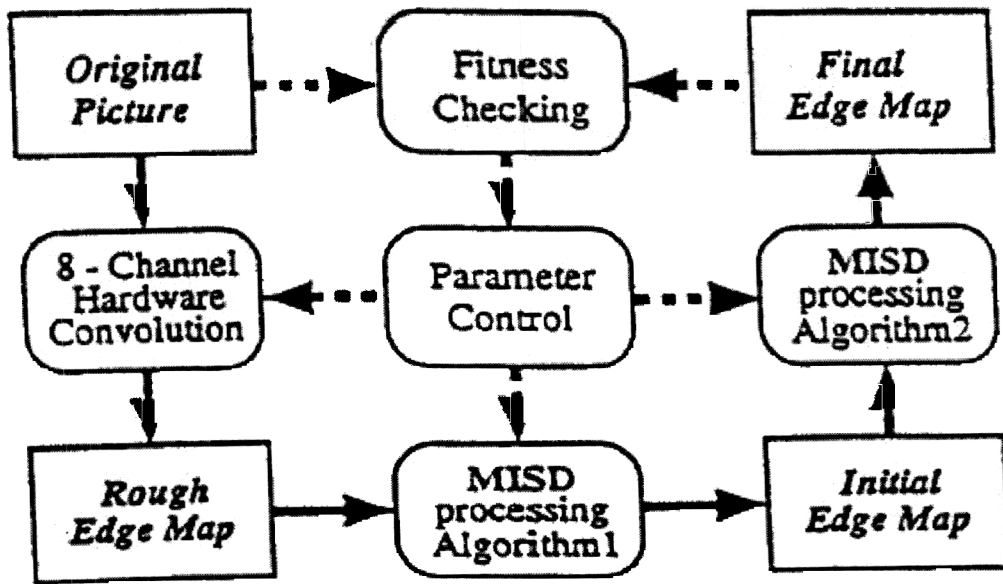 Original
Picture
Fitness
Checking
Final
Edge Map
8 - Channel
Hardware
Convolution
Parameter
Control
MISD
processing
Algorithm2
Rough
Edge Map
MISD
processing
Algorithm1
Initial
Edge Map